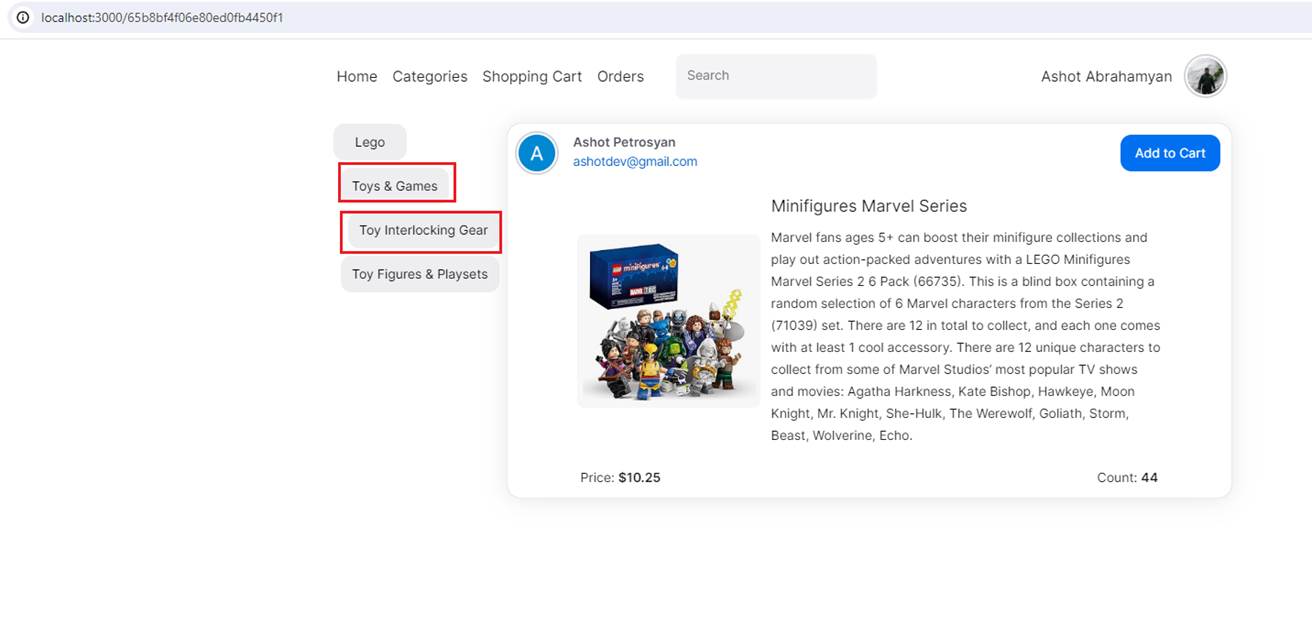 localhost:3000/65b8bf4f06e80ed0fb4450f1
Home Categories Shopping Cart Orders Search Ashot Abrahamyan
Lego
Toys & Games
Toy Interlocking Gear
Toy Figures & Playsets
A
Ashot Petrosyan
ashotdev@gmail.com
Add to Cart
Minifigures Marvel Series
Marvel fans ages 5+ can boost their minifigure collections and
play out action-packed adventures with a LEGO Minifigures
Marvel Series 2 6 Pack (66735). This is a blind box containing a
random selection of 6 Marvel characters from the Series 2
(71039) set. There are 12 in total to collect, and each one comes
with at least 1 cool accessory. There are 12 unique characters to
collect from some of Marvel Studios’ most popular TV shows
and movies: Agatha Harkness, Kate Bishop, Hawkeye, Moon
Knight, Mr. Knight, She-Hulk, The Werewolf, Goliath, Storm,
Beast, Wolverine, Echo.
minifigures
MARVEL
Price: $10.25 Count: 44